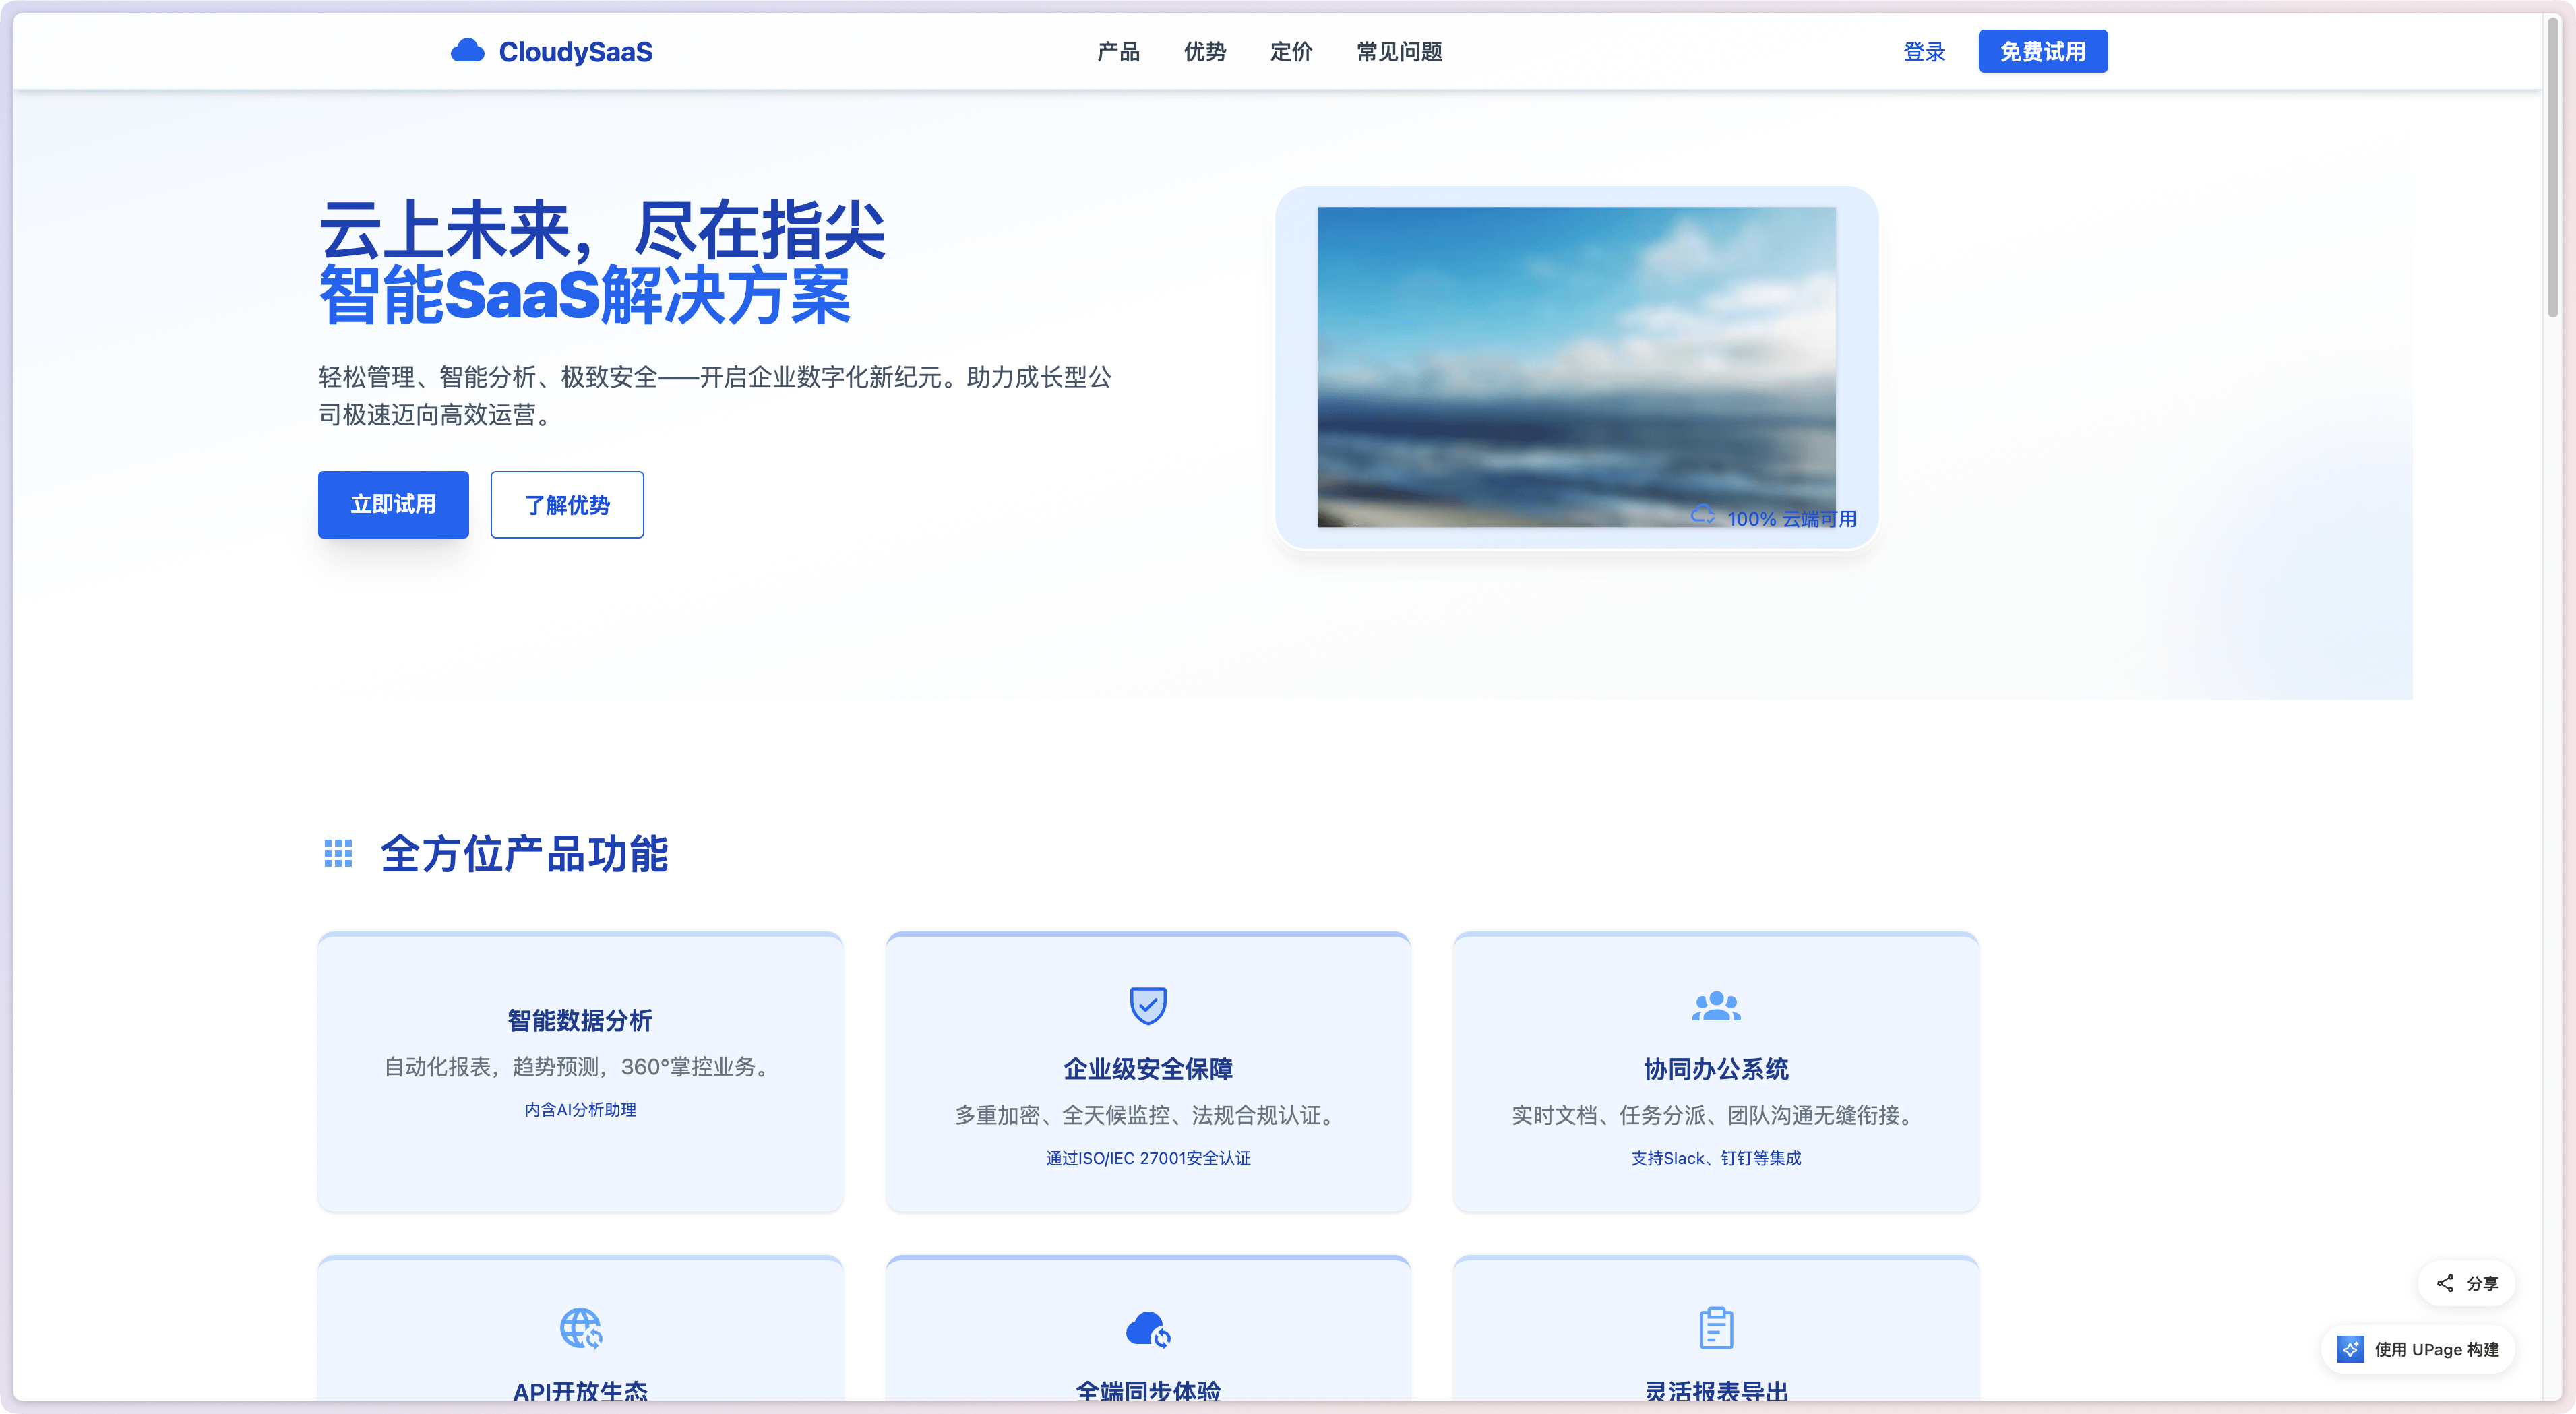 CloudySaaS
产品 优势 定价 常见问题
登录 免费试用
云上未来，尽在指尖
智能SaaS解决方案
轻松管理、智能分析、极致安全——开启企业数字化新纪元。助力成长型公
司极速迈向高效运营。
立即试用 了解优势
100% 云端可用
全方位产品功能
智能数据分析
自动化报表，趋势预测，360°掌控业务。
内含AI分析助理
企业级安全保障
多重加密、全天候监控、法规合规认证。
通过ISO/IEC 27001安全认证
协同办公系统
实时文档、任务分派、团队沟通无缝衔接。
支持Slack、钉钉等集成
API开放生态
全端同步体验
灵活报表导出
分享
使用 UPage 构建